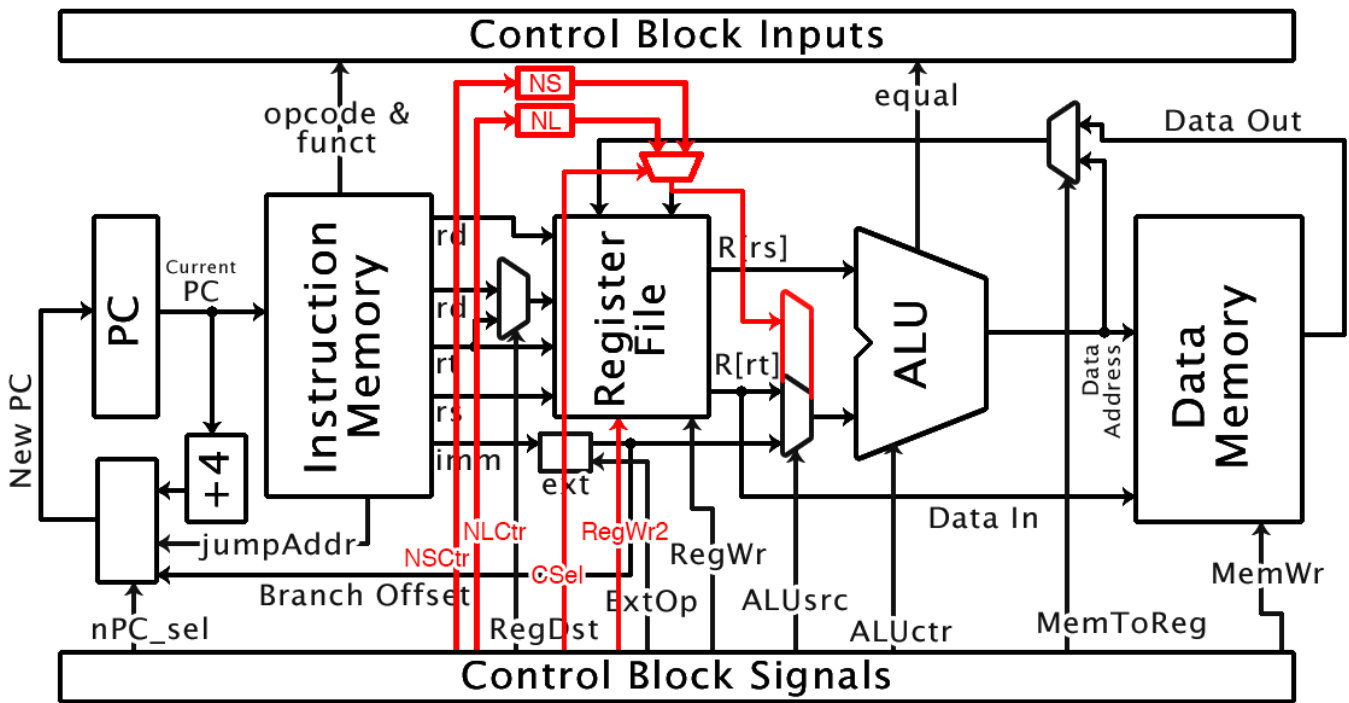 Control Block Inputs
NS
NL
opcode &
funct
equal
Data Out
rd
rd
rt
rs
imm
Current
PC
PC
Instruction
Memory
Register
File
R[rs]
R[rt]
ALU
Data
Address
Data
Memory
New PC
+4
ext
jumpAddr
NLCtr
NSCtr
CSel
RegWr2
RegWr
Data In
Branch Offset
ExtOp
ALUsrc
MemWr
nPC_sel
RegDst
ALUctr
MemToReg
Control Block Signals